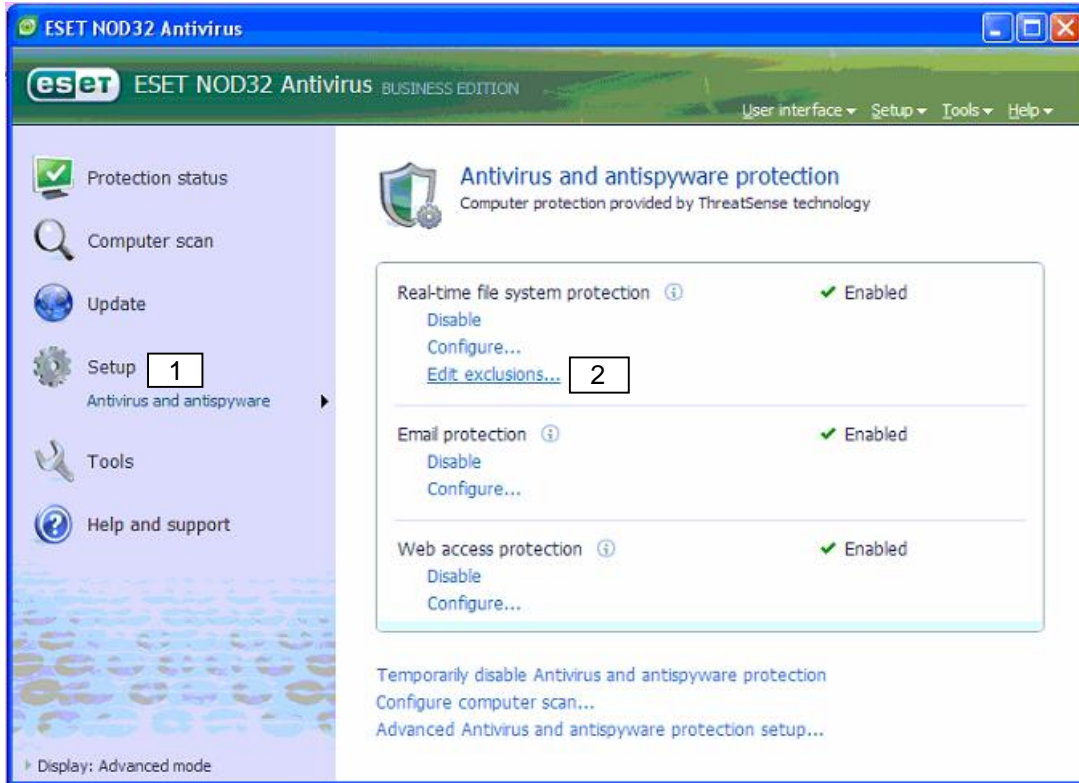 ESET NOD32 Antivirus
eset ESET NOD32 Antivirus BUSINESS EDITION
User interface Setup Tools Help
Protection status
Computer scan
Update
Setup 1
Antivirus and antispyware
Tools
Help and support
Display: Advanced mode
Antivirus and antispyware protection
Computer protection provided by ThreatSense technology
Real-time file system protection Enabled
Disable
Configure...
Edit exclusions... 2
Email protection Enabled
Disable
Configure...
Web access protection Enabled
Disable
Configure...
Temporarily disable Antivirus and antispyware protection
Configure computer scan...
Advanced Antivirus and antispyware protection setup...